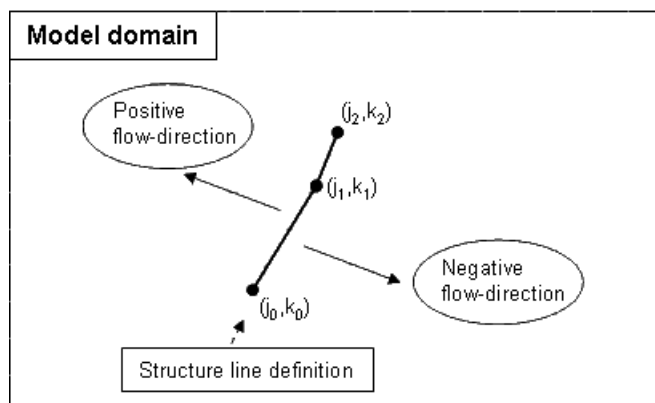 Model domain
Positive
flow-direction
(j₂,k₂)
(j₁,k₁)
Negative
flow-direction
(j₀,k₀)
Structure line definition